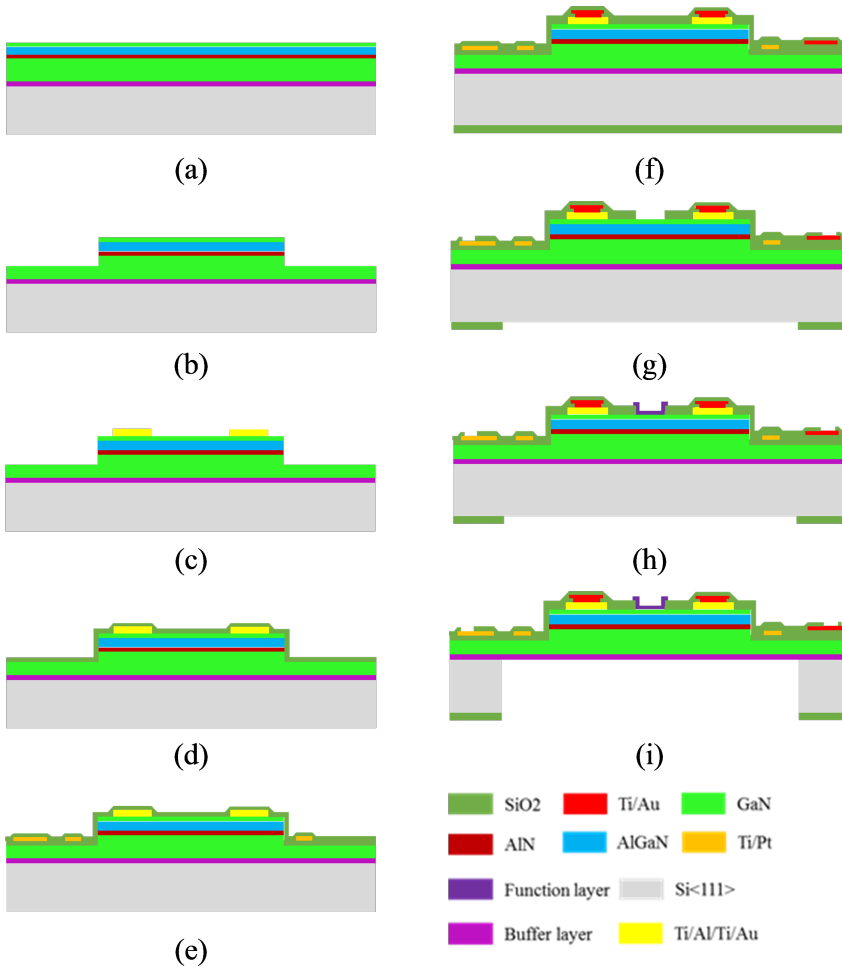 (a)
(b)
(c)
(d)
(e)
(f)
(g)
(h)
(i)
SiO2 Ti/Au GaN
AlN AlGaN Ti/Pt
Function layer Si<111>
Buffer layer Ti/Al/Ti/Au